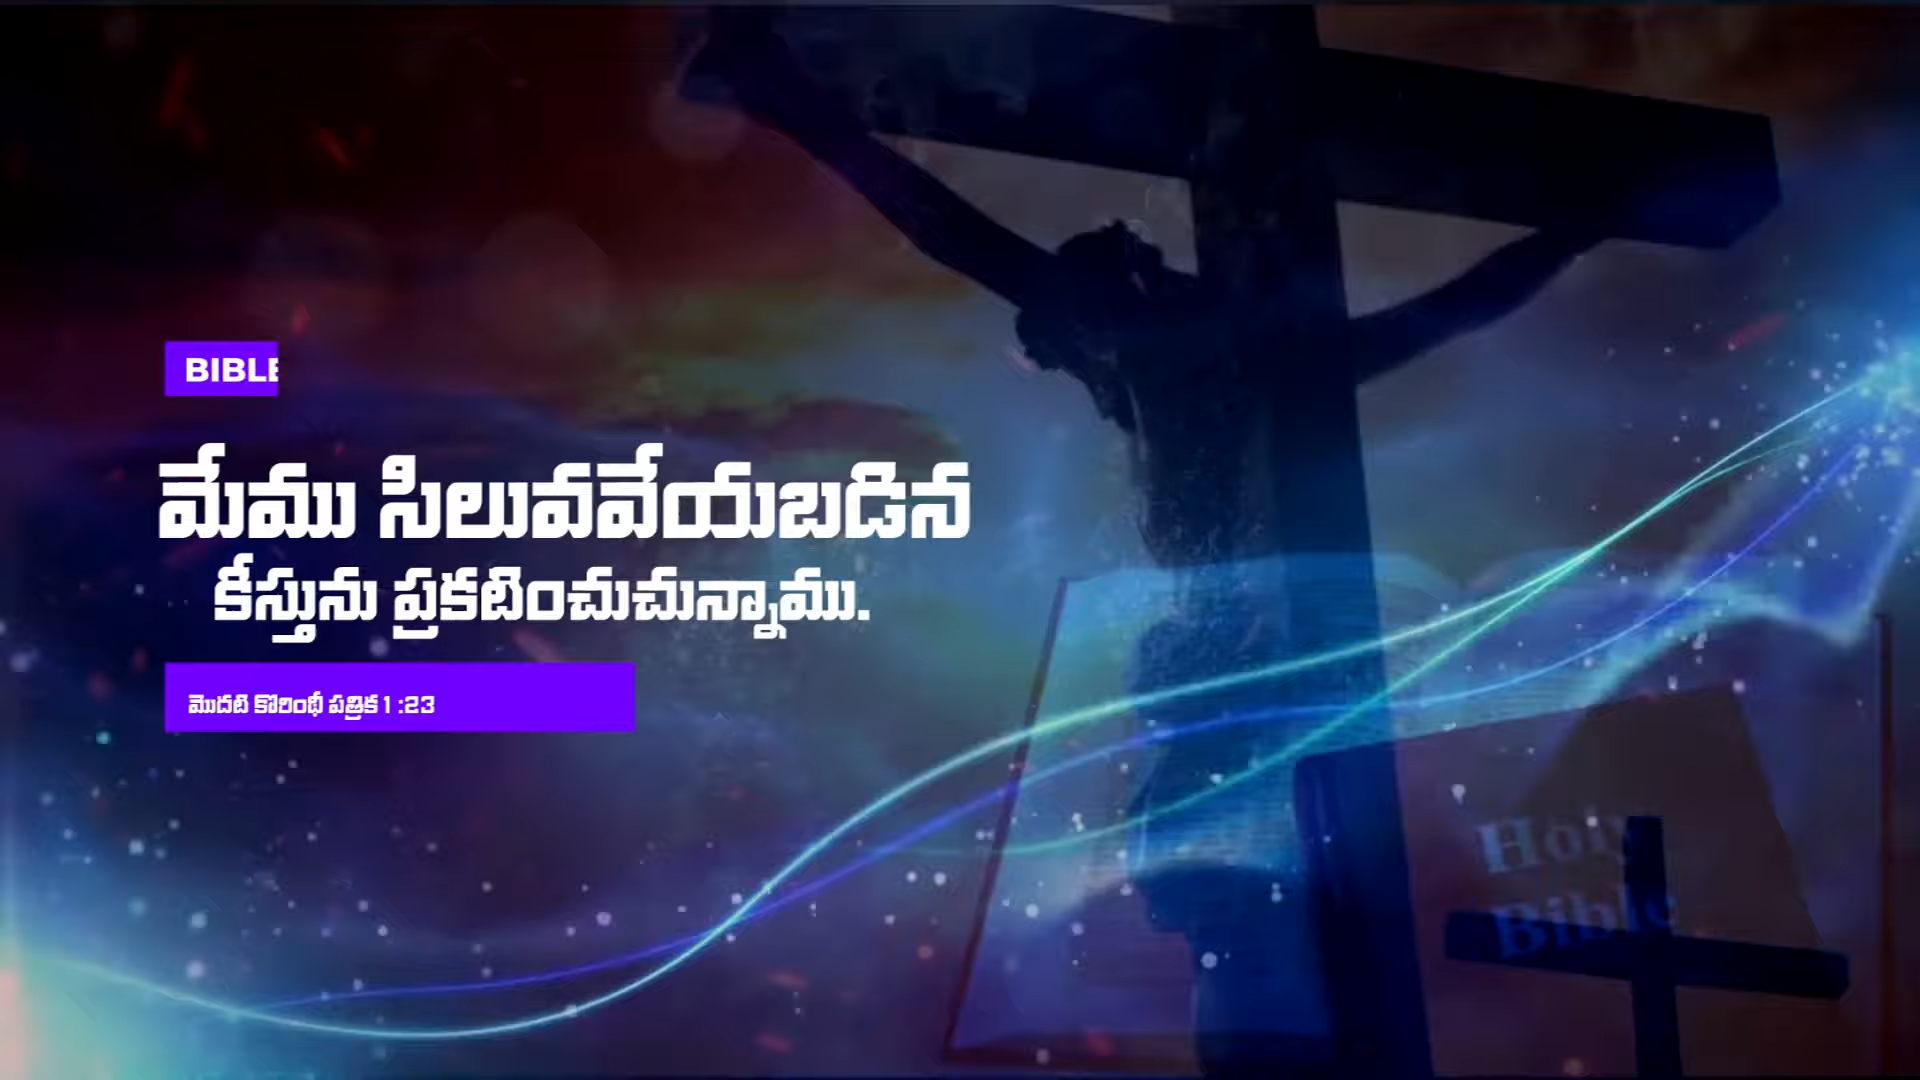 BIBLE
మేము సిలువవేయబడిన
కీస్తును ప్రకటించుచున్నాము.
మొదటి కొరింథీ పత్రిక 1:23
Holy
Bible